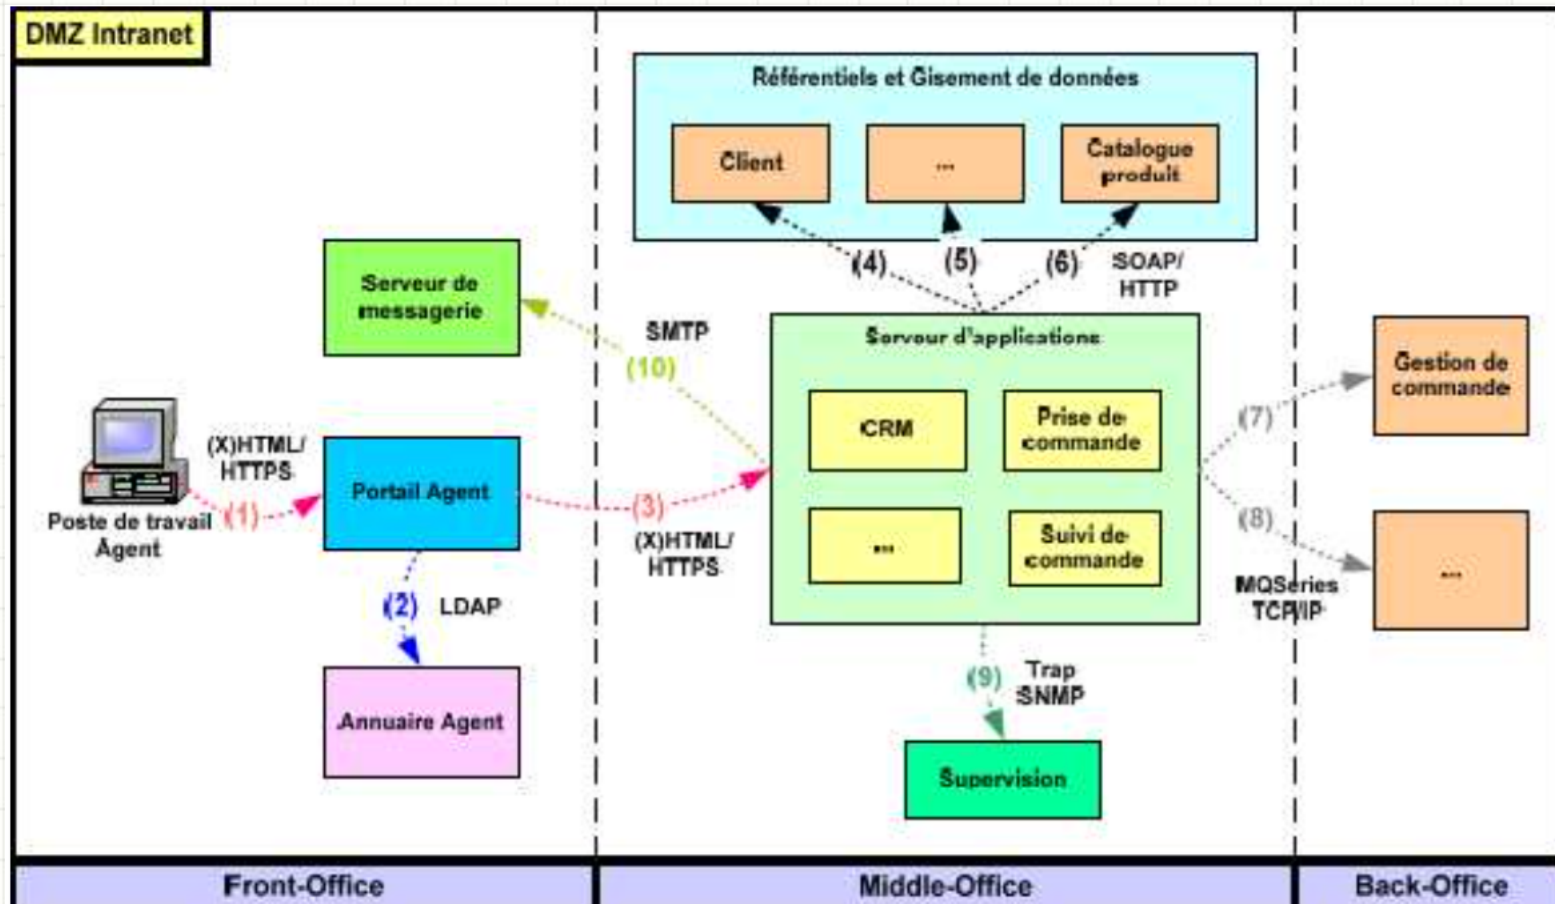 DMZ Intranet
Référentiels et Gisement de données
Client
...
Catalogue
produit
(4)
(5)
(6)
SOAP/
HTTP
Serveur de
messagerie
SMTP
(10)
Serveur d'applications
CRM
Prise de
commande
...
Suivi de
commande
Gestion de
commande
(7)
(8)
MQSeries
TCP/IP
...
(X)HTML/
HTTPS
Poste de travail
Agent
(1)
Portail Agent
(3)
(X)HTML/
HTTPS
(2)
LDAP
Annuaire Agent
(9)
Trap
SNMP
Supervision
Front-Office
Middle-Office
Back-Office